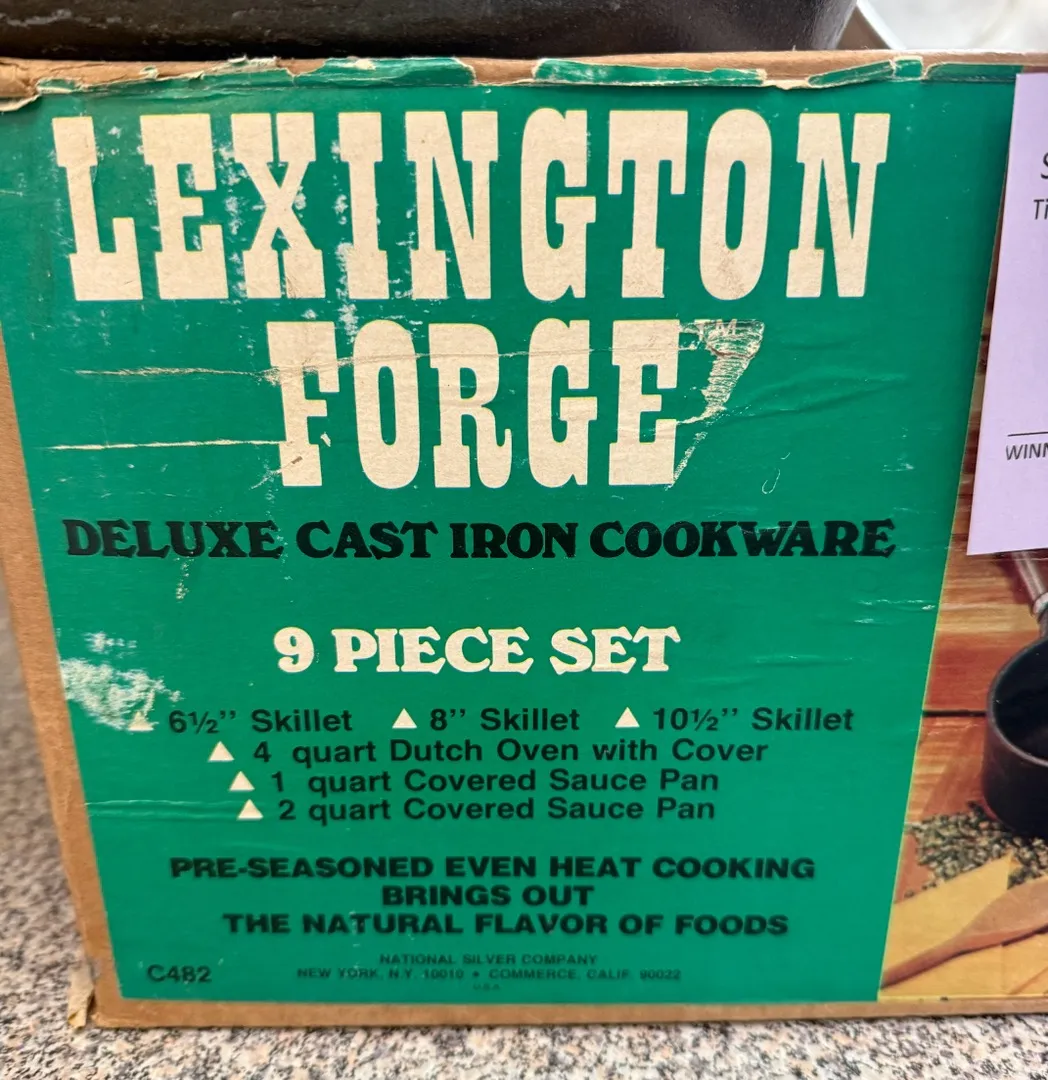 LEXINGTON
FORGE™
DELUXE CAST IRON COOKWARE
9 PIECE SET
6½” Skillet 8” Skillet 10½” Skillet
4 quart Dutch Oven with Cover
1 quart Covered Sauce Pan
2 quart Covered Sauce Pan
PRE-SEASONED EVEN HEAT COOKING
BRINGS OUT
THE NATURAL FLAVOR OF FOODS
NATIONAL SILVER COMPANY
NEW YORK, N.Y. 10010 • COMMERCE, CALIF. 90022
USA
C482